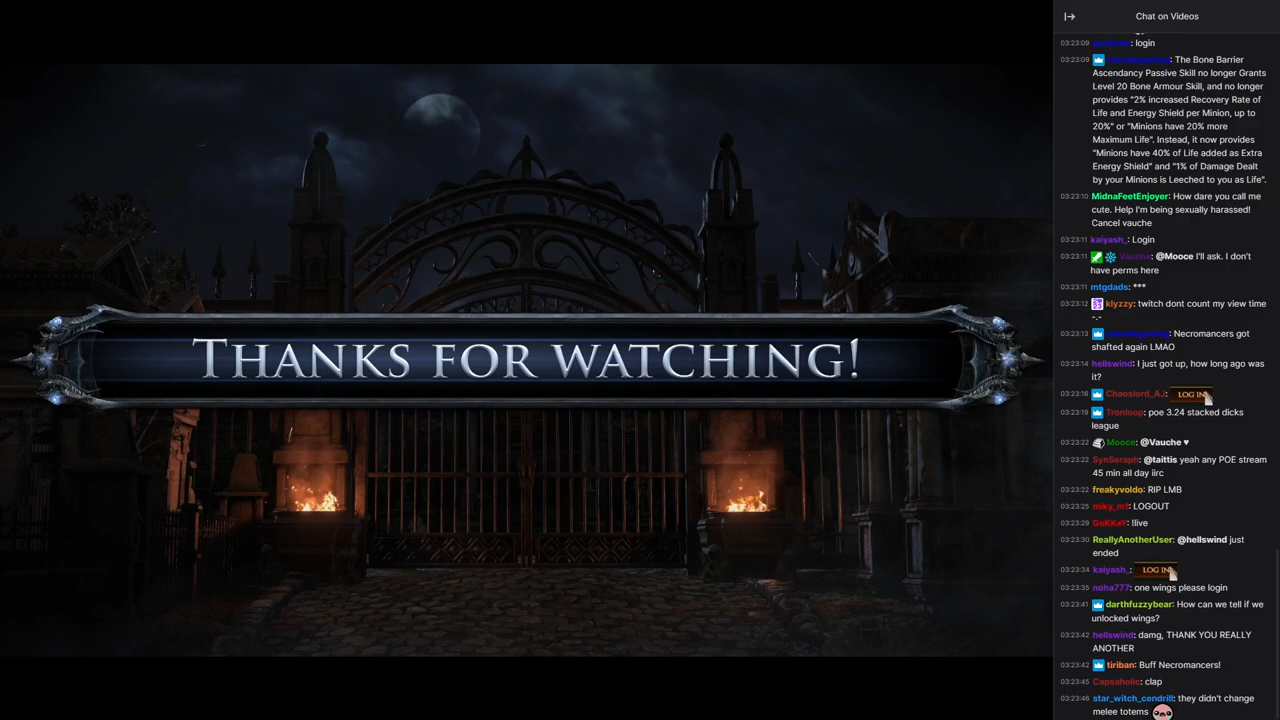 Chat on Videos
03:23:09 : login
03:23:09 : The Bone Barrier
Ascendancy Passive Skill no longer Grants
Level 20 Bone Armour Skill, and no longer
provides "2% increased Recovery Rate of
Life and Energy Shield per Minion, up to
20%" or "Minions have 20% more
Maximum Life". Instead, it now provides
"Minions have 40% of Life added as Extra
Energy Shield" and "1% of Damage Dealt
by your Minions is Leeched to you as Life".
03:23:10 MidnaFeetEnjoyer: How dare you call me
cute. Help I'm being sexually harassed!
Cancel vauche
03:23:11 kaiyash_: Login
03:23:11 Vauche: @Mooce I'll ask. I don't
have perms here
03:23:11 mtgdads: ***
03:23:12 klyzzy: twitch dont count my view time
-.-
03:23:13 : Necromancers got
shafted again LMAO
03:23:14 hellswind: I just got up, how long ago was
it?
03:23:16 Chaoslord_AJ: LOG IN
03:23:19 Tronloop: poe 3.24 stacked dicks
league
03:23:22 Mooce: @Vauche ♥
03:23:22 SynSeraph: @taittis yeah any POE stream
45 min all day iirc
03:23:22 freakyvoldo: RIP LMB
03:23:25 miky_m1: LOGOUT
03:23:29 GoKKaY: !live
03:23:30 ReallyAnotherUser: @hellswind just
ended
03:23:34 kaiyash_: LOG IN
03:23:35 noha777: one wings please login
03:23:41 darthfuzzybear: How can we tell if we
unlocked wings?
03:23:42 hellswind: damg, THANK YOU REALLY
ANOTHER
03:23:42 tiriban: Buff Necromancers!
03:23:45 Capsaholic: clap
03:23:46 star_witch_cendrill: they didn't change
melee totems
THANKS FOR WATCHING!